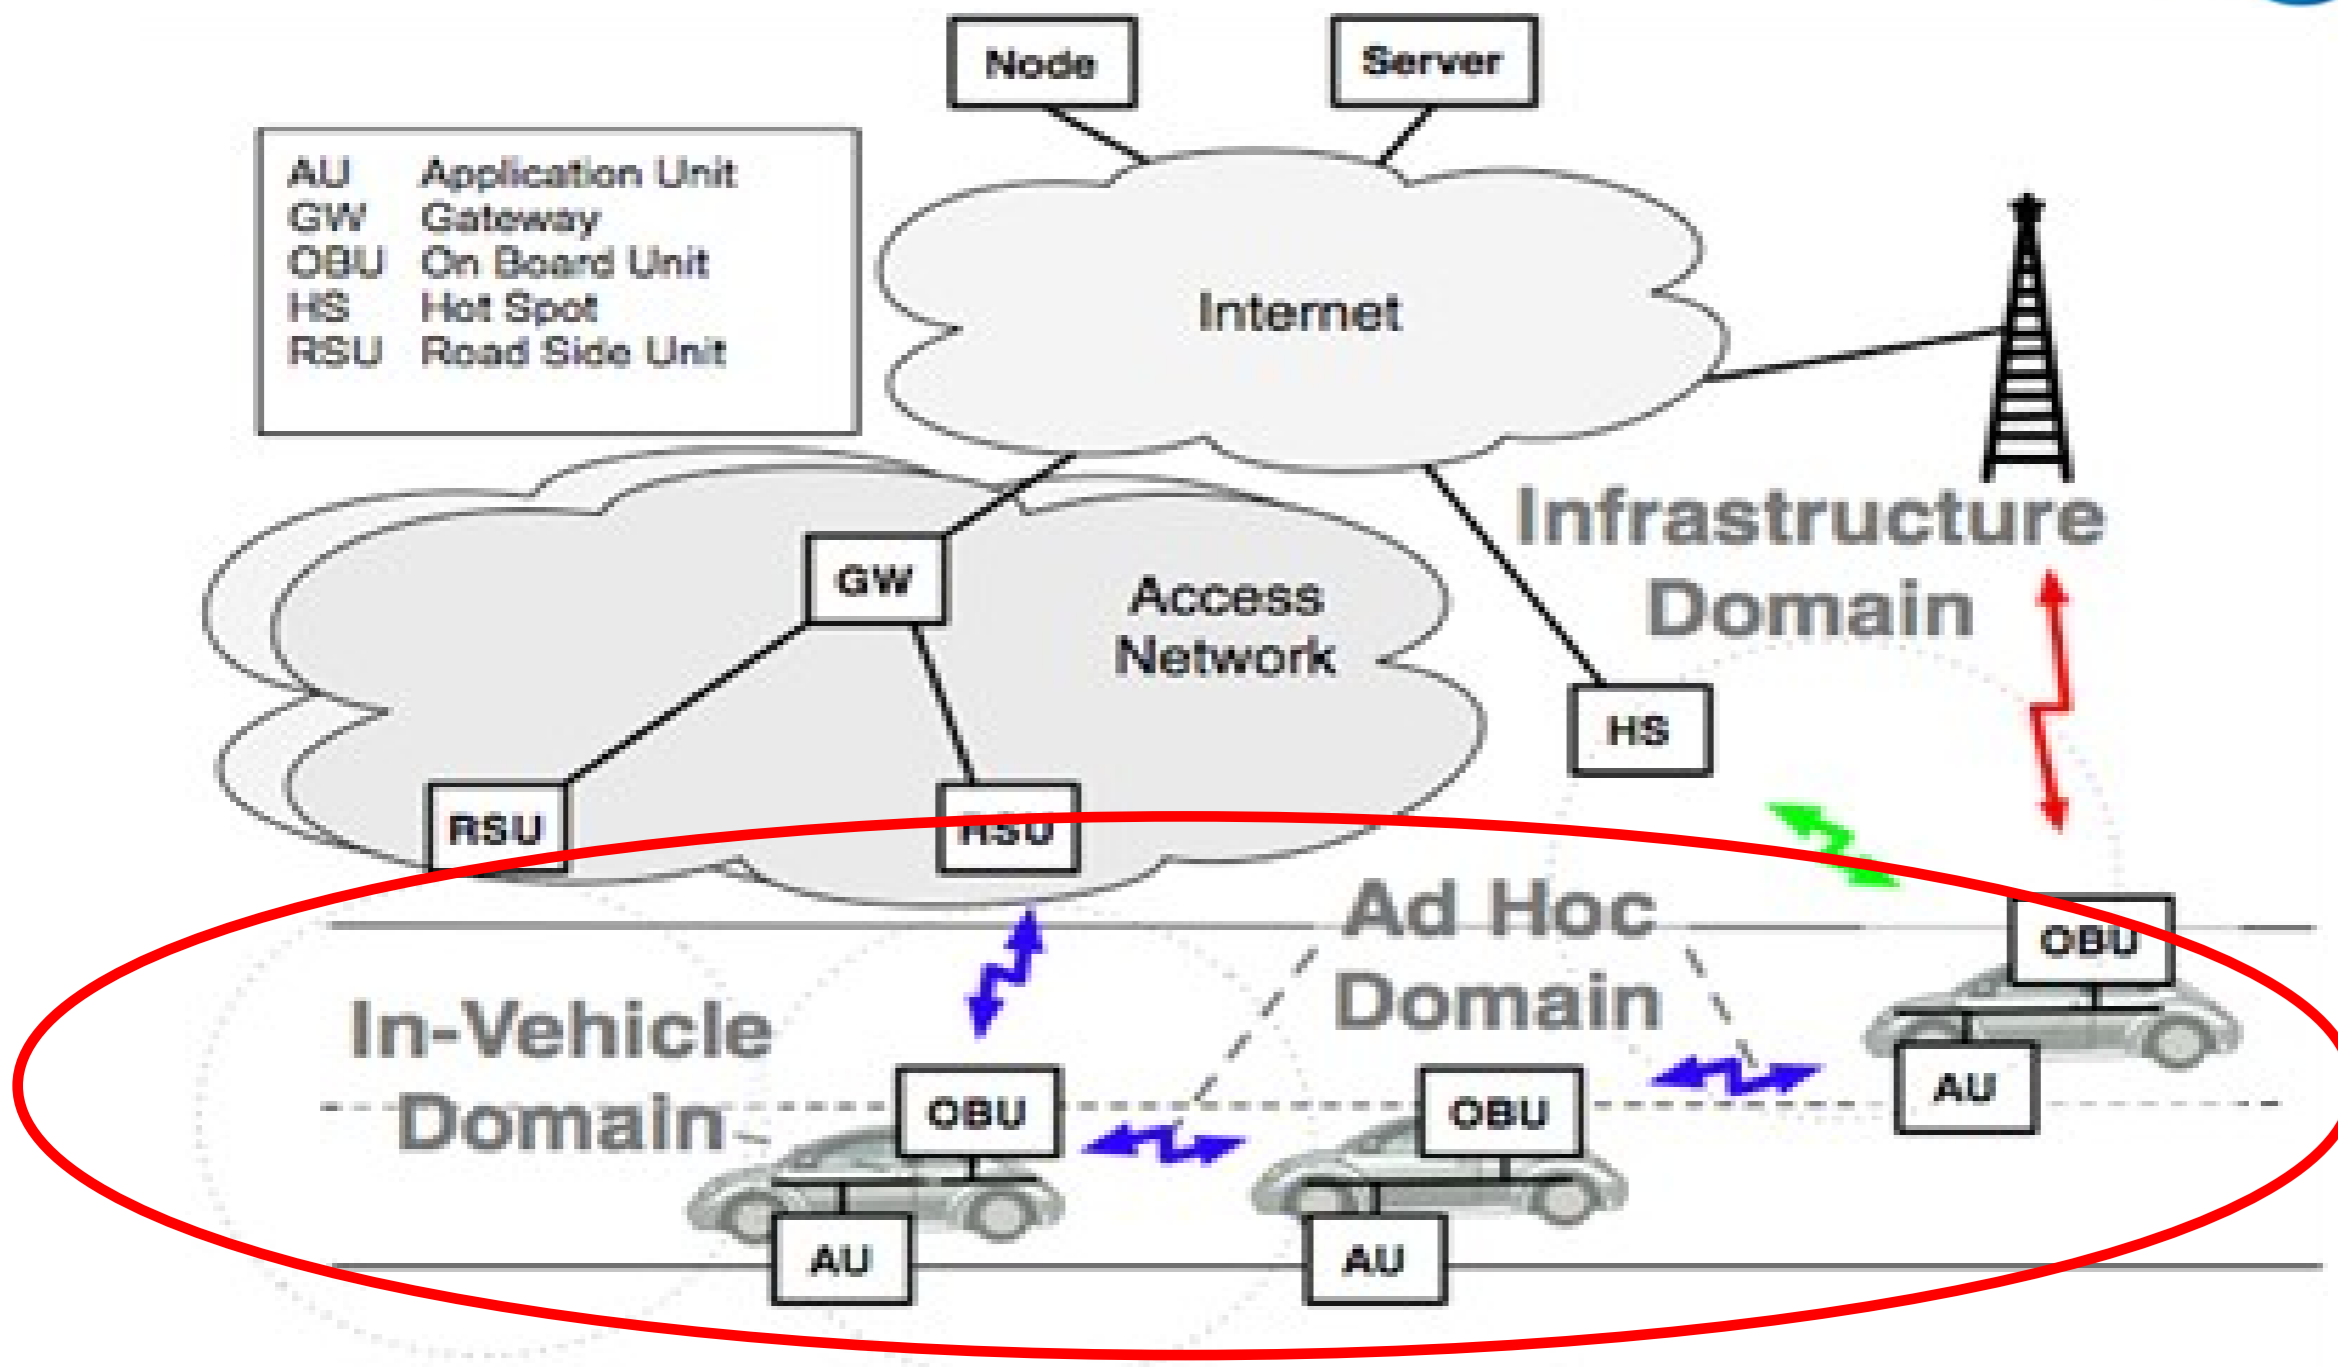 Node
Server
AU Application Unit
GW Gateway
OBU On Board Unit
HS Hot Spot
RSU Road Side Unit
Internet
Infrastructure
Domain
GW
Access
Network
HS
RSU
RSU
Ad Hoc
Domain
OBU
In-Vehicle
Domain
OBU
OBU
AU
AU
AU